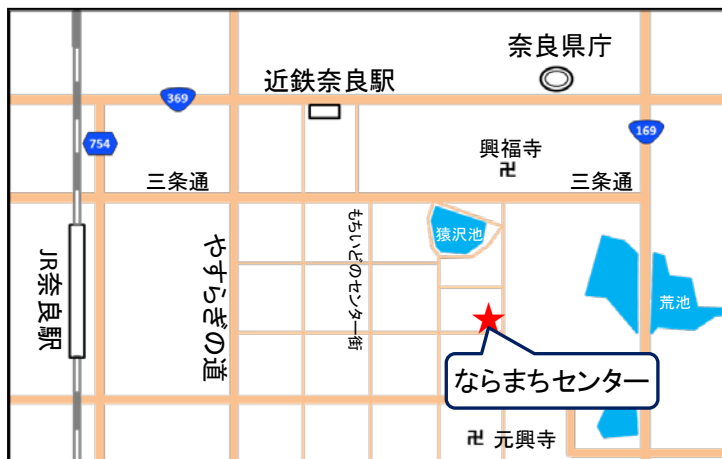 奈良県庁
近鉄奈良駅
369
169
754
興福寺
卍
三条通
三条通
もちいどのセンター街
猿沢池
やすらぎの道
JR奈良駅
荒池
ならまちセンター
卍 元興寺